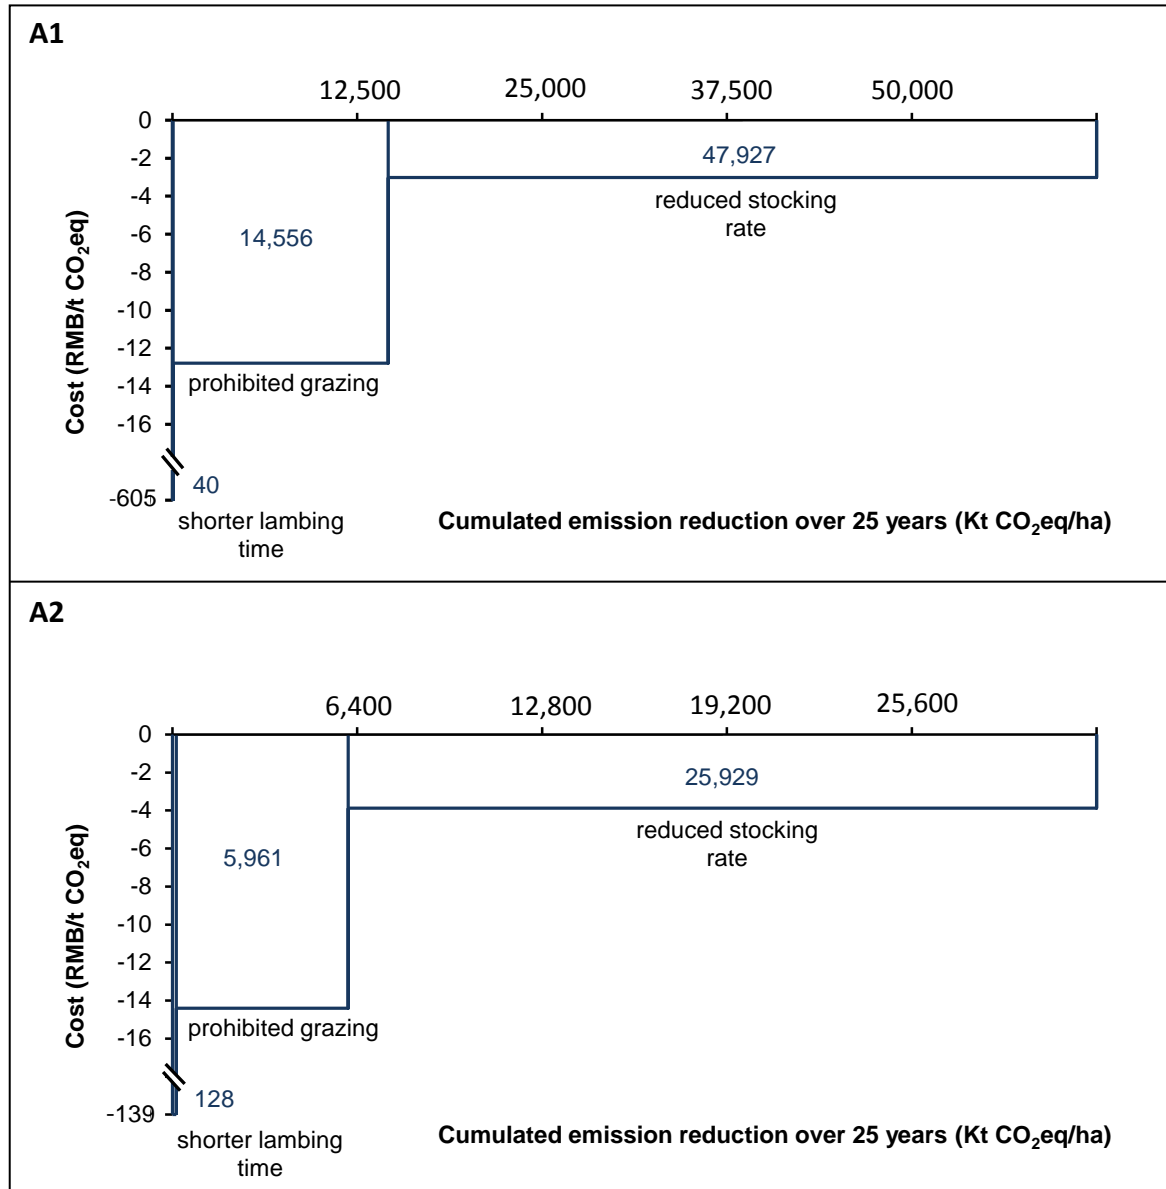 A1
12,500 25,000 37,500 50,000
0
-2
-4
-6
-8
-10
-12
-14
-16
-605
Cost (RMB/t CO₂eq)
47,927
reduced stocking
rate
14,556
prohibited grazing
40
shorter lambing
time
Cumulated emission reduction over 25 years (Kt CO₂eq/ha)
A2
6,400 12,800 19,200 25,600
0
-2
-4
-6
-8
-10
-12
-14
-16
-139
Cost (RMB/t CO₂eq)
25,929
reduced stocking
rate
5,961
prohibited grazing
128
shorter lambing
time
Cumulated emission reduction over 25 years (Kt CO₂eq/ha)